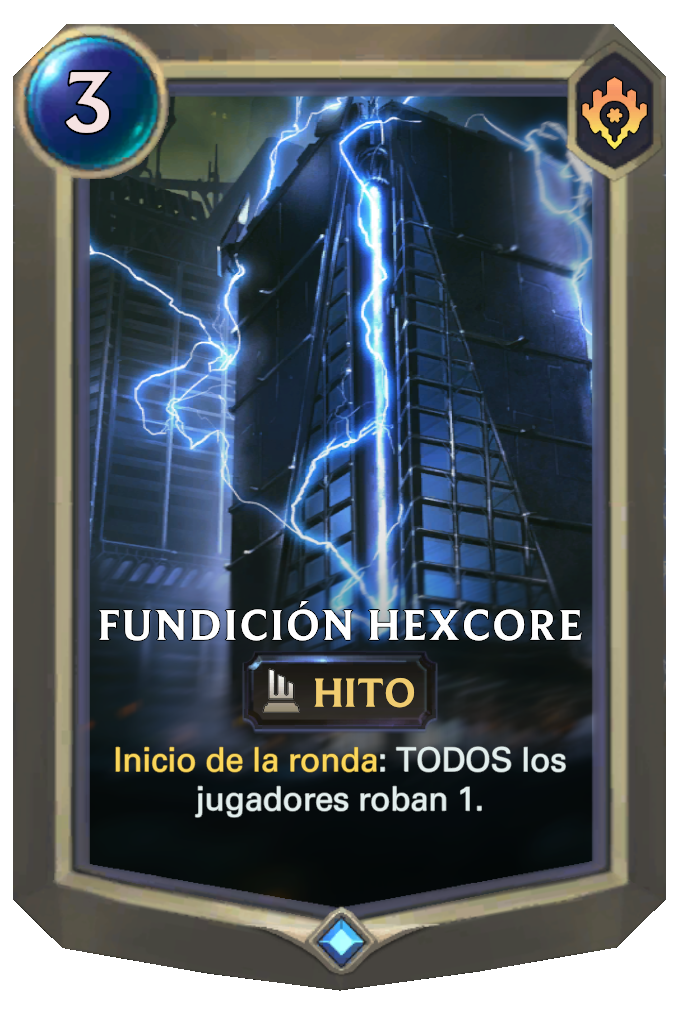 3
FUNDICIÓN HEXCORE
HITO
Inicio de la ronda: TODOS los
jugadores roban 1.